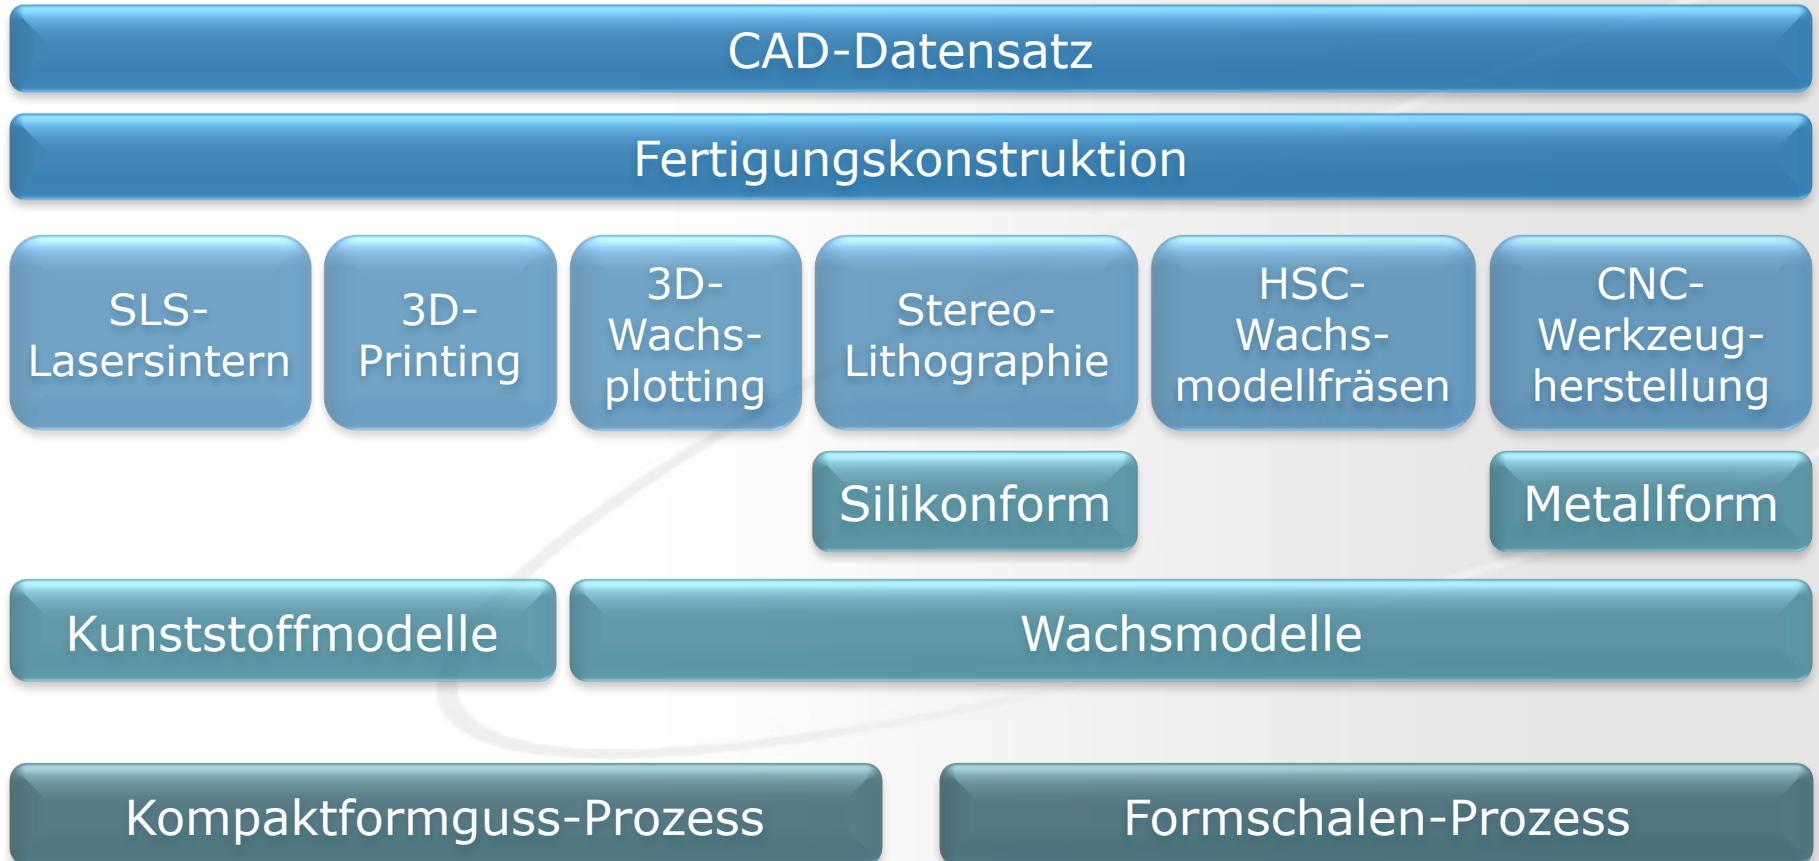 CAD-Datensatz
Fertigungskonstruktion
SLS-
Lasersintern
3D-
Printing
3D-
Wachs-
plotting
Stereo-
Lithographie
HSC-
Wachs-
modellfräsen
CNC-
Werkzeug-
herstellung
Silikonform
Metallform
Kunststoffmodelle
Wachsmodelle
Kompaktformguss-Prozess
Formschalen-Prozess